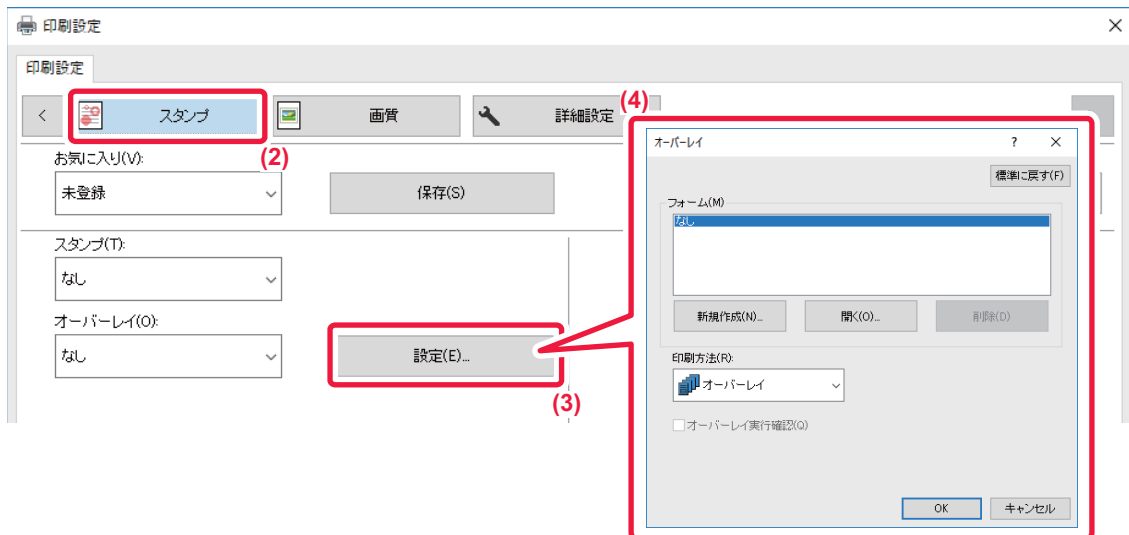 印刷設定
印刷設定
スタンプ
画質
詳細設定
(4)
(2)
お気に入り(V):
未登録
保存(S)
スタンプ(T):
なし
オーバーレイ(O):
なし
設定(E)...
(3)
オーバーレイ
?
標準に戻す(F)
フォーム(M)
なし
新規作成(N)...
開く(O)...
削除(D)
印刷方法(R):
オーバーレイ
オーバーレイ実行確認(Q)
OK
キャンセル